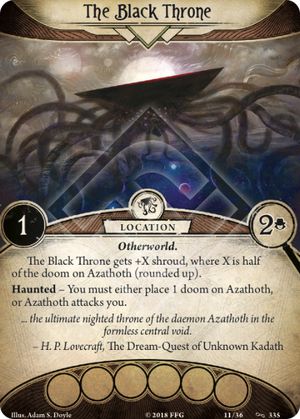 The Black Throne
1
LOCATION
2
Otherworld.
The Black Throne gets +X shroud, where X is half
of the doom on Azathoth (rounded up).
Haunted – You must either place 1 doom on Azathoth,
or Azathoth attacks you.
... the ultimate nighted throne of the daemon Azathoth in the
formless central void.
– H. P. Lovecraft, The Dream-Quest of Unknown Kadath
Illus. Adam S. Doyle
© 2018 FFG
11/36
335